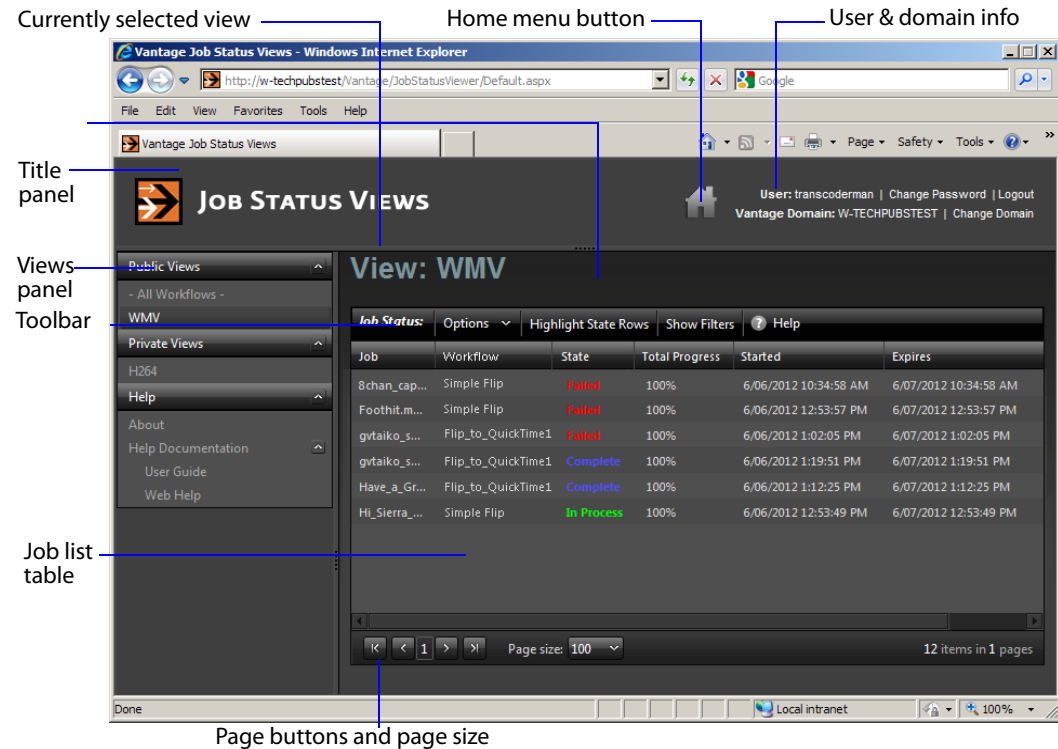 Currently selected view
Home menu button
User & domain info
Vantage Job Status Views - Windows Internet Explorer
http://w-techpubstest/Vantage/JobStatusViewer/Default.aspx
Google
File Edit View Favorites Tools Help
Vantage Job Status Views
Page Safety Tools
Title panel
JOB STATUS VIEWS
User: transcoderman | Change Password | Logout
Vantage Domain: W-TECHPUBSTEST | Change Domain
Views panel
Public Views
- All Workflows -
WMV
Private Views
H264
Help
About
Help Documentation
User Guide
Web Help
Toolbar
View: WMV
Job Status: Options Highlight State Rows Show Filters ? Help
Job Workflow State Total Progress Started Expires
8chan_cap... Simple Flip Failed 100% 6/06/2012 10:34:58 AM 6/07/2012 10:34:58 AM
Foothit.m... Simple Flip Failed 100% 6/06/2012 12:53:57 PM 6/07/2012 12:53:57 PM
gvtaiko_s... Flip_to_QuickTime1 Failed 100% 6/06/2012 1:02:05 PM 6/07/2012 1:02:05 PM
gvtaiko_s... Flip_to_QuickTime1 Complete 100% 6/06/2012 1:19:51 PM 6/07/2012 1:19:51 PM
Have_a_Gr... Flip_to_QuickTime1 Complete 100% 6/06/2012 1:12:25 PM 6/07/2012 1:12:25 PM
Hi_Sierra_... Simple Flip In Process 100% 6/06/2012 12:53:49 PM 6/07/2012 12:53:49 PM
Job list table
1 Page size: 100 12 items in 1 pages
Done Local intranet 100%
Page buttons and page size